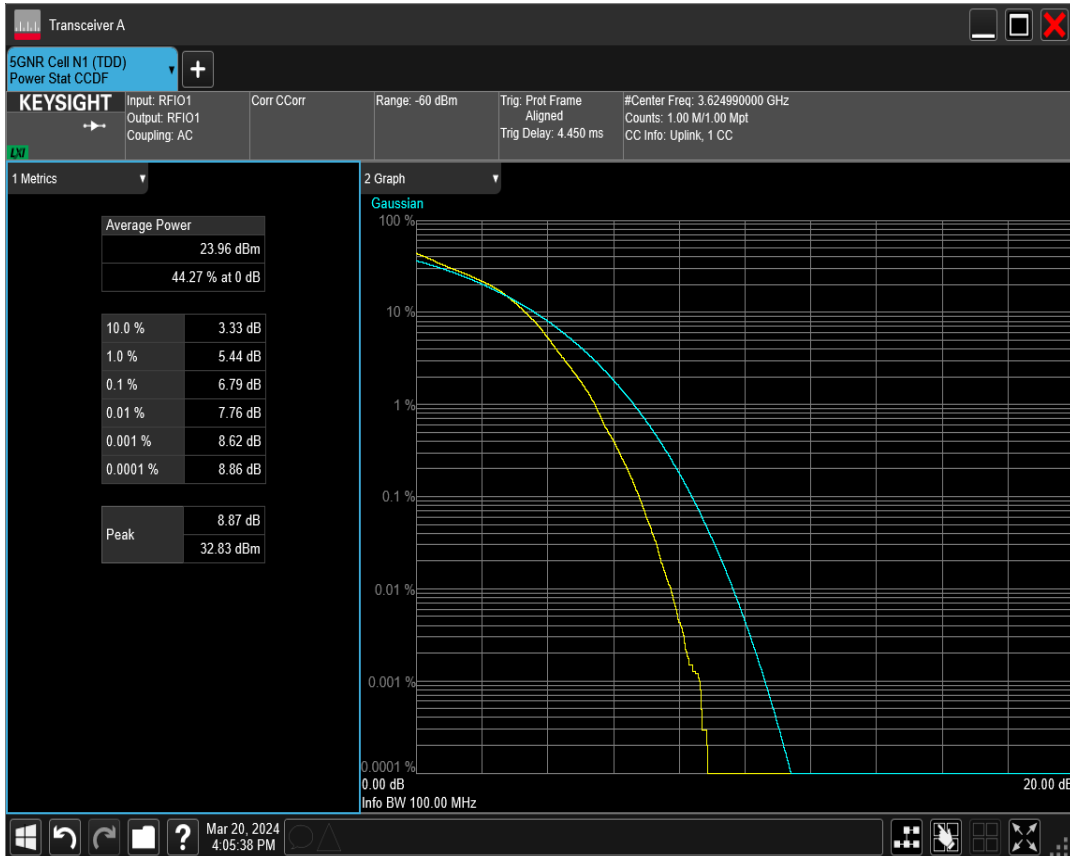 Transceiver A
5GNR Cell N1 (TDD)
Power Stat CCDF
+
KEYSIGHT
LXI
Input: RFIO1
Output: RFIO1
Coupling: AC
Corr CCorr
Range: -60 dBm
Trig: Prot Frame
Aligned
Trig Delay: 4.450 ms
#Center Freq: 3.624990000 GHz
Counts: 1.00 M/1.00 Mpt
CC Info: Uplink, 1 CC
1 Metrics
Average Power
23.96 dBm
44.27 % at 0 dB
10.0 % 3.33 dB
1.0 % 5.44 dB
0.1 % 6.79 dB
0.01 % 7.76 dB
0.001 % 8.62 dB
0.0001 % 8.86 dB
Peak
8.87 dB
32.83 dBm
2 Graph
Gaussian
100 %
10 %
1 %
0.1 %
0.01 %
0.001 %
0.0001 %
0.00 dB 20.00 dB
Info BW 100.00 MHz
?
Mar 20, 2024
4:05:38 PM